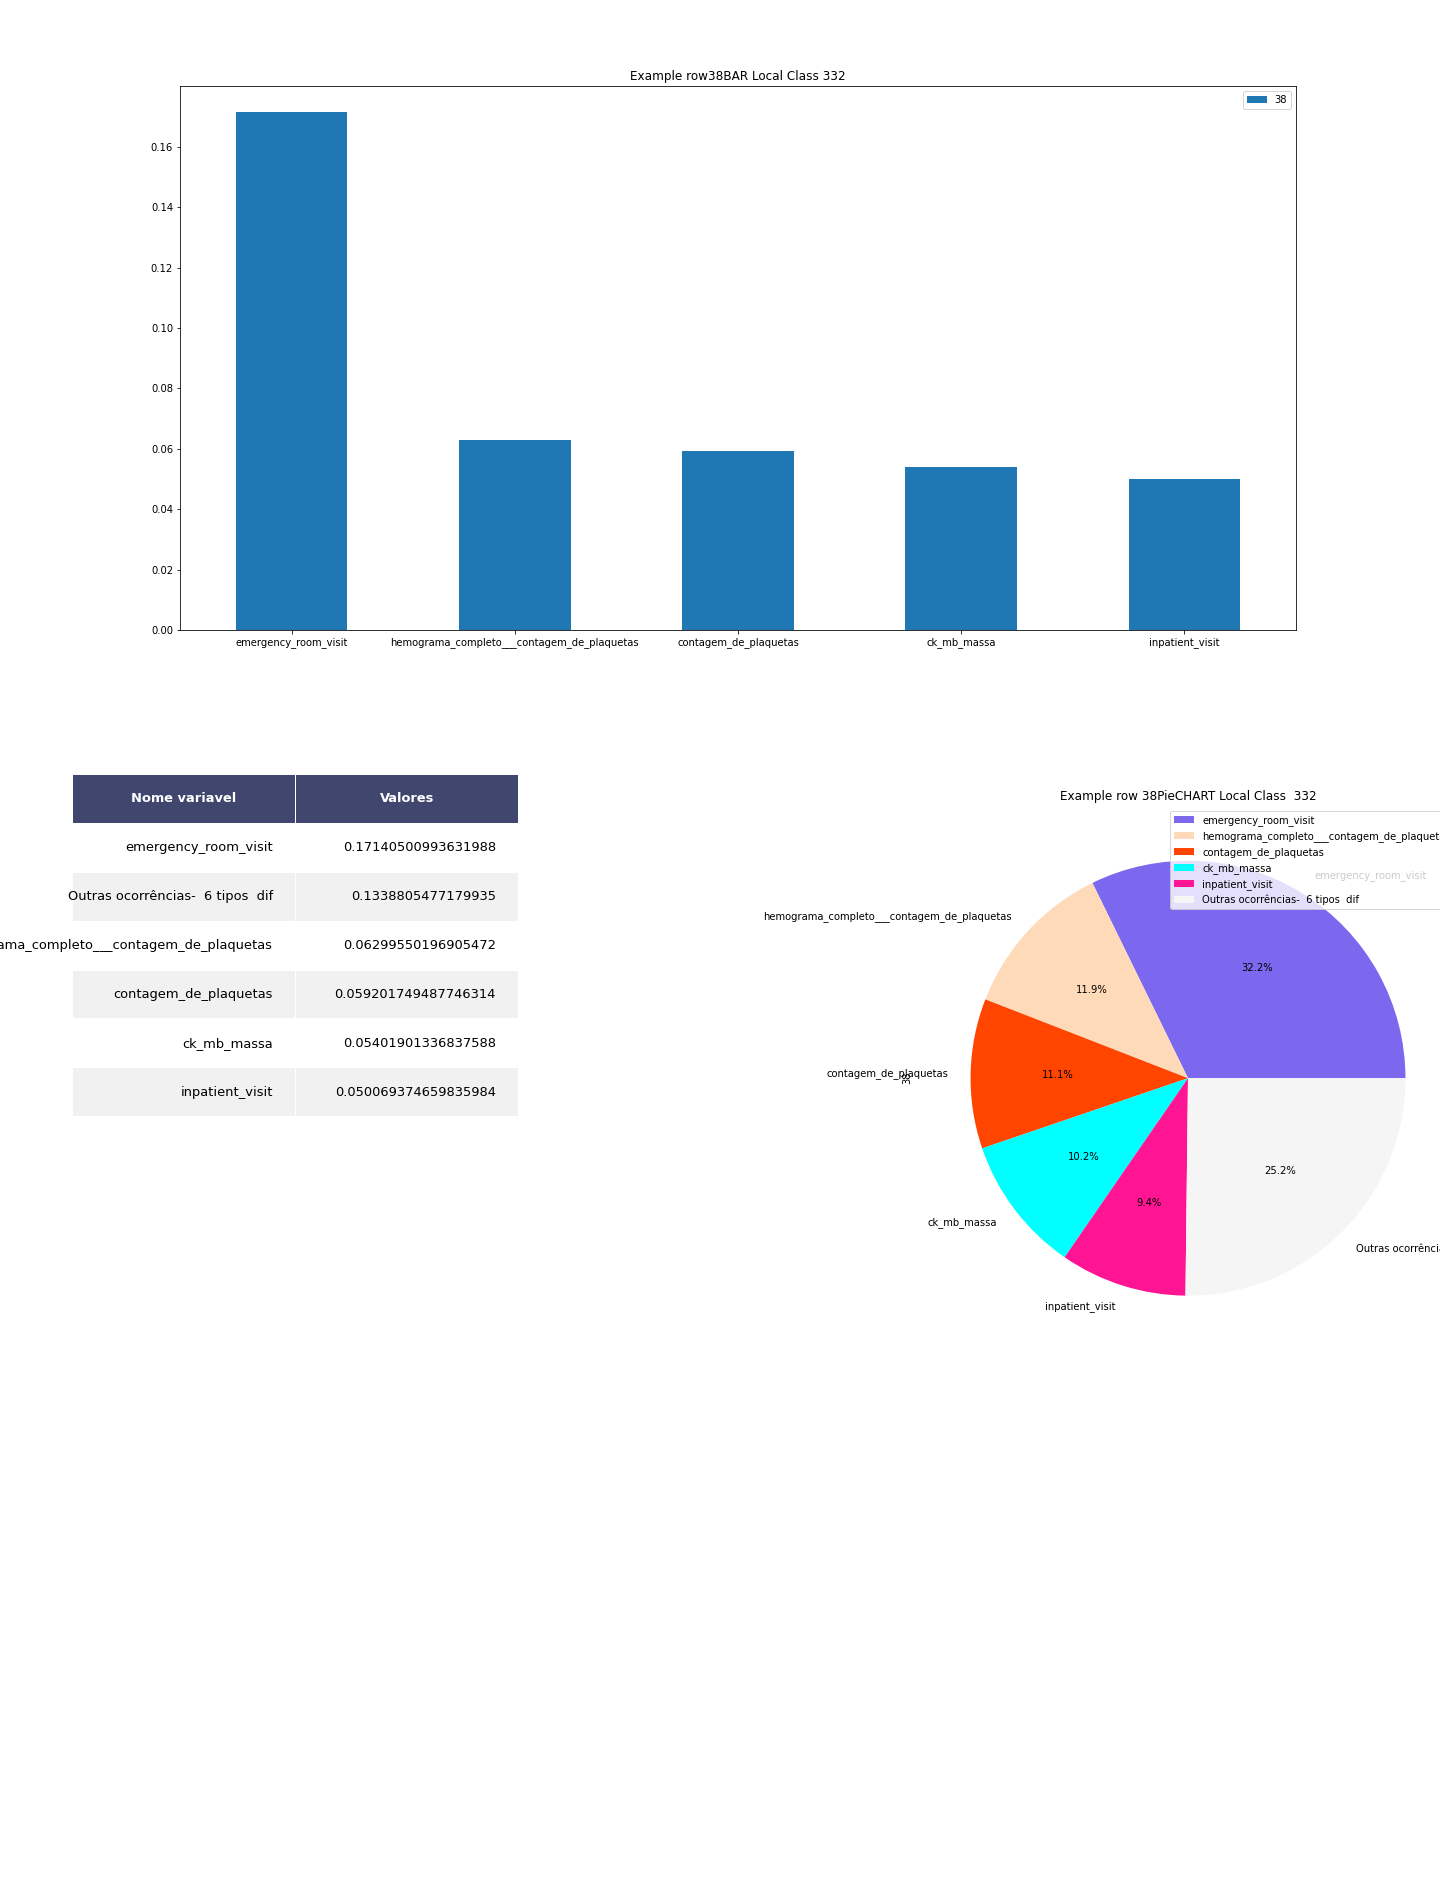 Example row38BAR Local Class 332
38
0.16
0.14
0.12
0.10
0.08
0.06
0.04
0.02
0.00
emergency_room_visit
hemograma_completo___contagem_de_plaquetas
contagem_de_plaquetas
ck_mb_massa
inpatient_visit
Nome variavel Valores
emergency_room_visit 0.17140500993631988
Outras ocorrências-  6 tipos  dif 0.1338805477179935
ama_completo___contagem_de_plaquetas 0.06299550196905472
contagem_de_plaquetas 0.059201749487746314
ck_mb_massa 0.05401901336837588
inpatient_visit 0.050069374659835984
Example row 38PieCHART Local Class  332
emergency_room_visit
hemograma_completo___contagem_de_plaquet
contagem_de_plaquetas
ck_mb_massa
inpatient_visit
Outras ocorrências-  6 tipos  dif
emergency_room_visit
hemograma_completo___contagem_de_plaquetas
32.2%
11.9%
contagem_de_plaquetas
38
11.1%
10.2%
25.2%
9.4%
ck_mb_massa
Outras ocorrênci
inpatient_visit